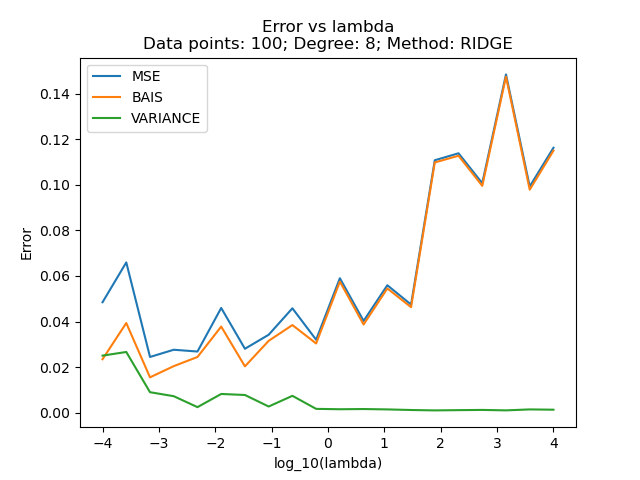 Error vs lambda
Data points: 100; Degree: 8; Method: RIDGE
MSE
BAIS
VARIANCE
0.14
0.12
0.10
0.08
0.06
0.04
0.02
0.00
Error
−4 −3 −2 −1 0 1 2 3 4
log_10(lambda)